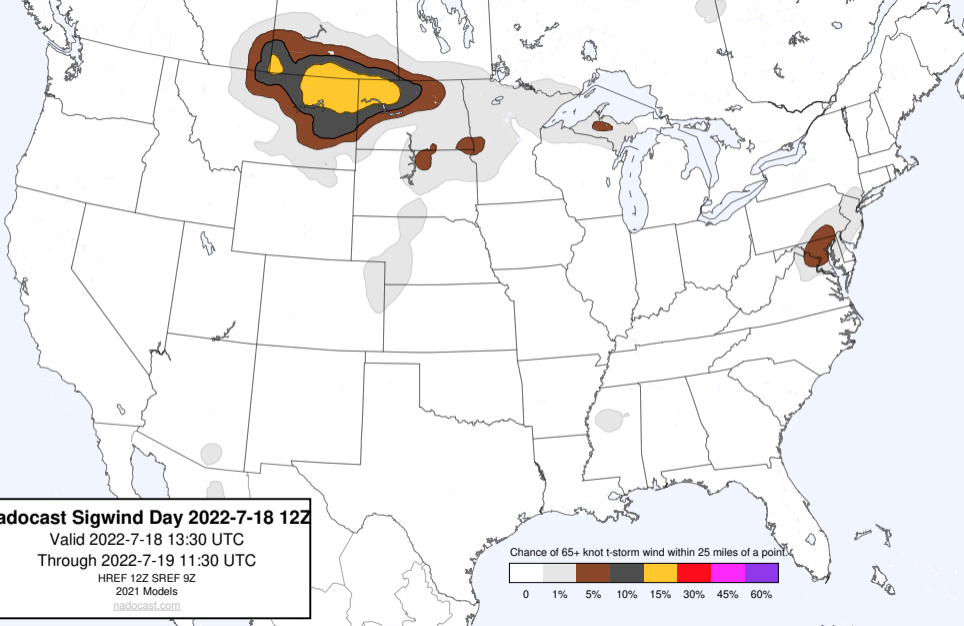 adocast Sigwind Day 2022-7-18 12Z
Valid 2022-7-18 13:30 UTC
Through 2022-7-19 11:30 UTC
HREF 12Z SREF 9Z
2021 Models
nadocast.com
Chance of 65+ knot t-storm wind within 25 miles of a point.
0 1% 5% 10% 15% 30% 45% 60%